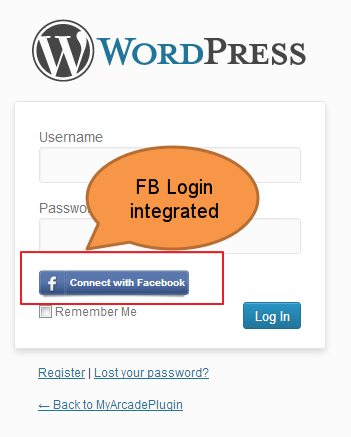 WORDPRESS
Username
FB Login
integrated
Passwo
f Connect with Facebook
Remember Me
Log In
Register | Lost your password?
← Back to MyArcadePlugin